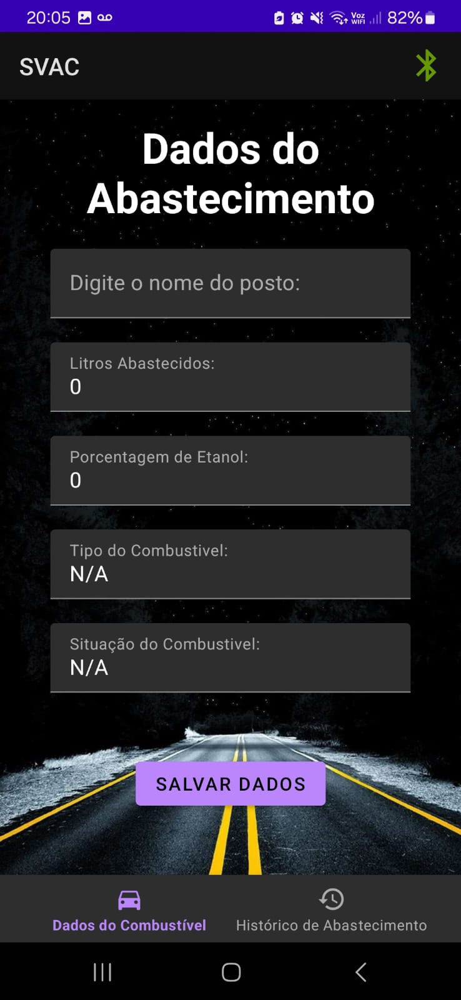 20:05 Voz WIFI 82%
SVAC
Dados do
Abastecimento
Digite o nome do posto:
Litros Abastecidos:
0
Porcentagem de Etanol:
0
Tipo do Combustivel:
N/A
Situação do Combustivel:
N/A
SALVAR DADOS
Dados do Combustível Histórico de Abastecimento